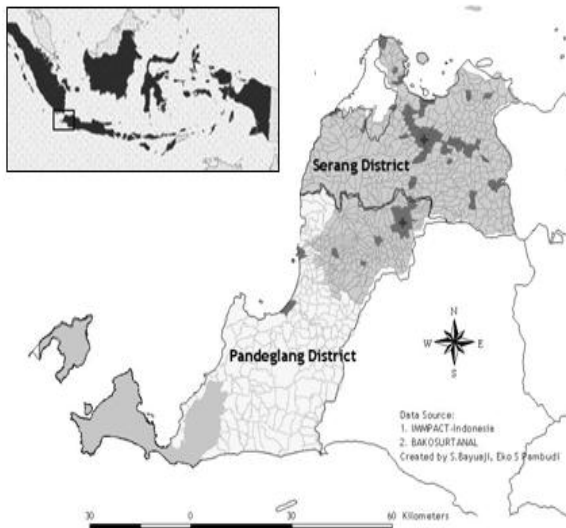 Serang District
Pandeglang District
N
W E
S
Data Source:
1. IMMPACT-Indonesia
2. BAKOSURTANAL
Created by S.Bayuaji, Eko S Pambudi
30 0 30 60 Kilometers